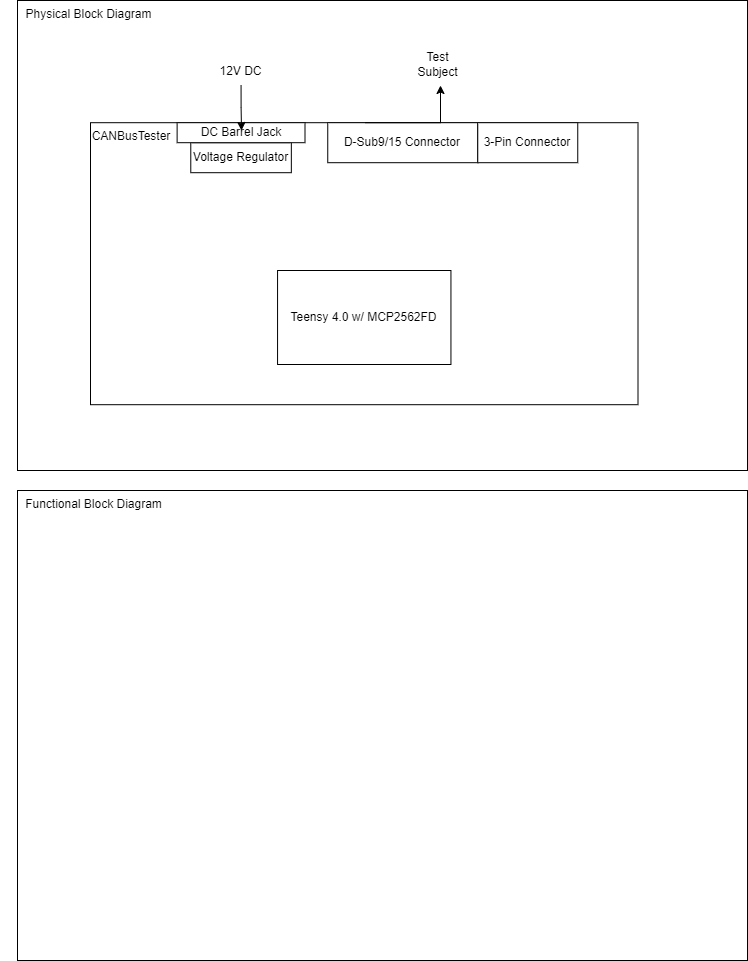 Physical Block Diagram
12V DC
Test
Subject
CANBusTester
DC Barrel Jack
Voltage Regulator
D-Sub9/15 Connector
3-Pin Connector
Teensy 4.0 w/ MCP2562FD
Functional Block Diagram